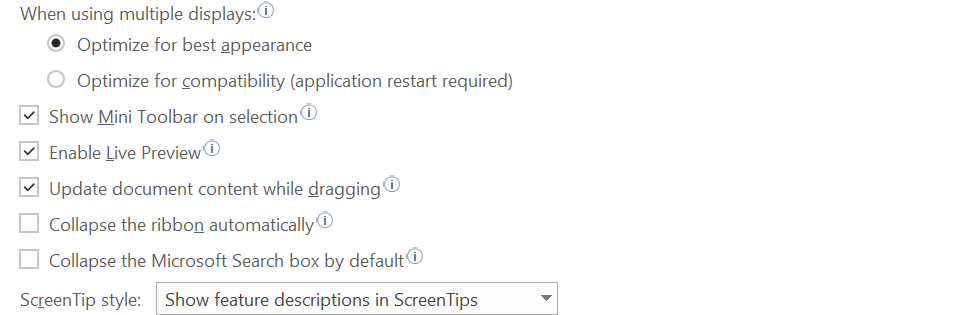 When using multiple displays:
Optimize for best appearance
Optimize for compatibility (application restart required)
Show Mini Toolbar on selection
Enable Live Preview
Update document content while dragging
Collapse the ribbon automatically
Collapse the Microsoft Search box by default
ScreenTip style: Show feature descriptions in ScreenTips